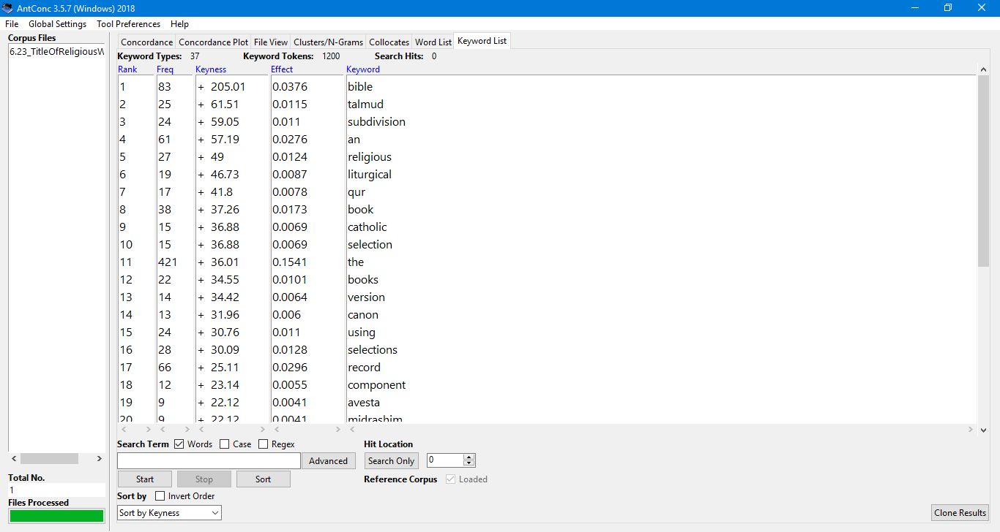 AntConc 3.5.7 (Windows) 2018
File Global Settings Tool Preferences Help
Corpus Files
6.23_TitleOfReligiousW
Total No.
1
Files Processed
Concordance Concordance Plot File View Clusters/N-Grams Collocates Word List Keyword List
Keyword Types: 37 Keyword Tokens: 1200 Search Hits: 0
Rank Freq Keyness Effect Keyword
1 83 + 205.01 0.0376 bible
2 25 + 61.51 0.0115 talmud
3 24 + 59.05 0.011 subdivision
4 61 + 57.19 0.0276 an
5 27 + 49 0.0124 religious
6 19 + 46.73 0.0087 liturgical
7 17 + 41.8 0.0078 qur
8 38 + 37.26 0.0173 book
9 15 + 36.88 0.0069 catholic
10 15 + 36.88 0.0069 selection
11 421 + 36.01 0.1541 the
12 22 + 34.55 0.0101 books
13 14 + 34.42 0.0064 version
14 13 + 31.96 0.006 canon
15 24 + 30.76 0.011 using
16 28 + 30.09 0.0128 selections
17 66 + 25.11 0.0296 record
18 12 + 23.14 0.0055 component
19 9 + 22.12 0.0041 avesta
20 9 + 22.12 0.0041 midrashim
Search Term Words Case Regex Hit Location
Advanced Search Only 0
Start Stop Sort Reference Corpus Loaded
Sort by Invert Order
Sort by Keyness Clone Results